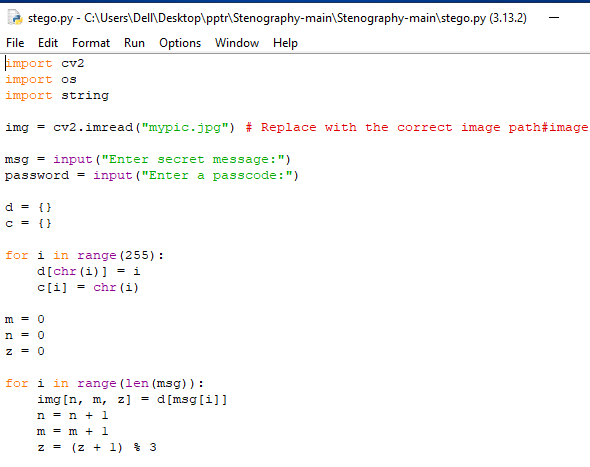 stego.py - C:\Users\Dell\Desktop\pptr\Stenography-main\Stenography-main\stego.py (3.13.2)
File Edit Format Run Options Window Help
import cv2
import os
import string
img = cv2.imread("mypic.jpg") # Replace with the correct image path#image
msg = input("Enter secret message:")
password = input("Enter a passcode:")
d = {}
c = {}
for i in range(255):
    d[chr(i)] = i
    c[i] = chr(i)
m = 0
n = 0
z = 0
for i in range(len(msg)):
    img[n, m, z] = d[msg[i]]
    n = n + 1
    m = m + 1
    z = (z + 1) % 3